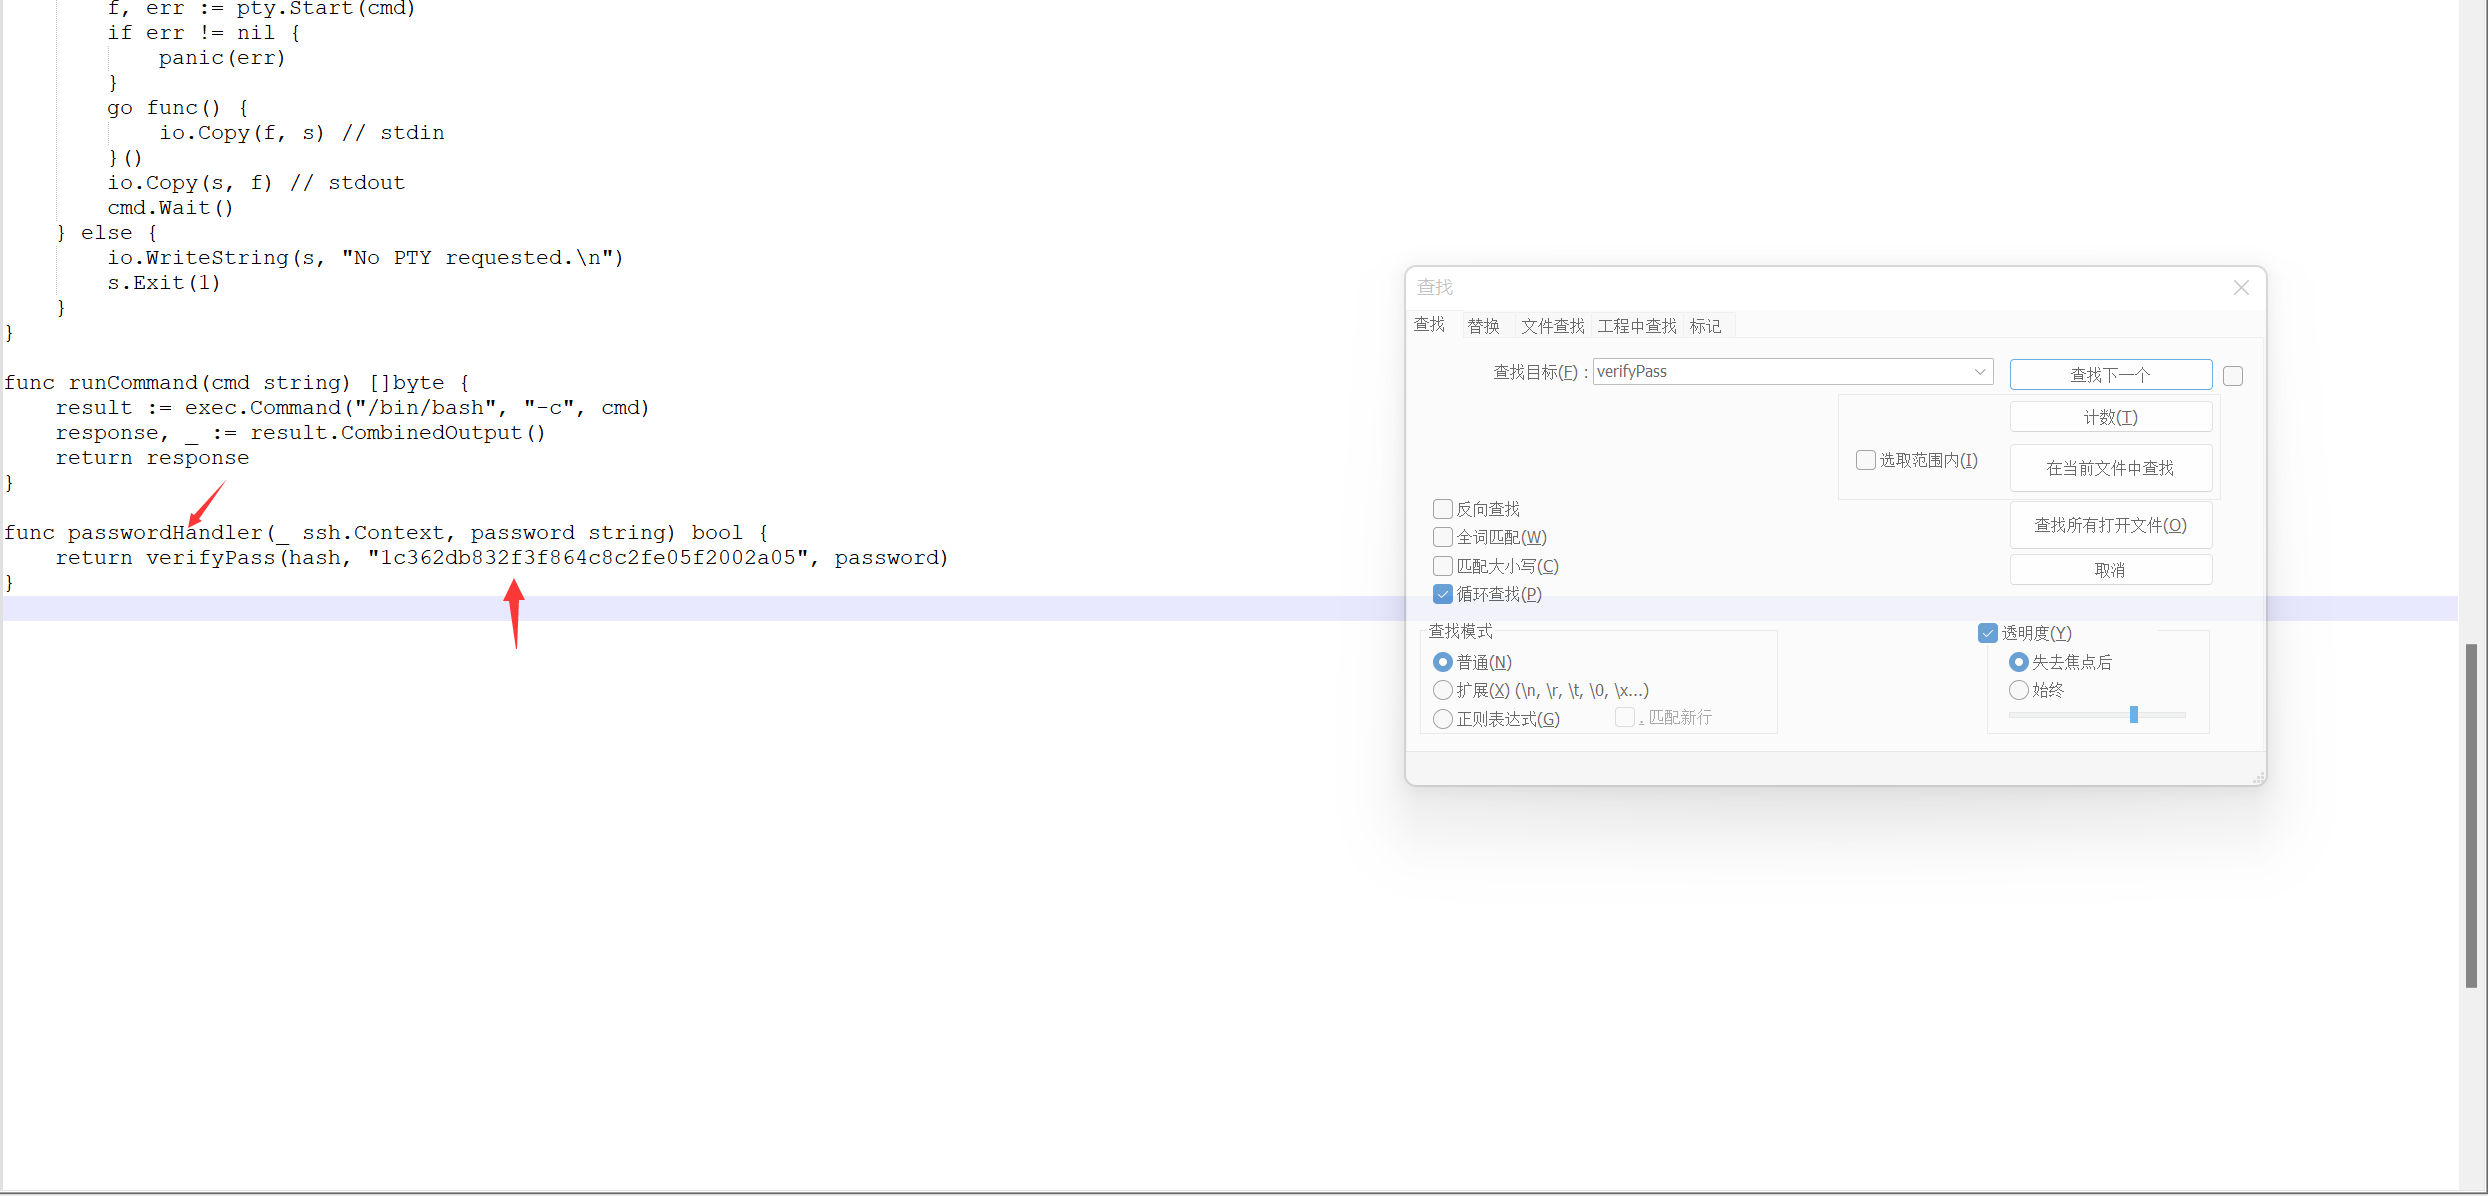 f, err := pty.Start(cmd)
if err != nil {
panic(err)
}
go func() {
io.Copy(f, s) // stdin
}()
io.Copy(s, f) // stdout
cmd.Wait()
} else {
io.WriteString(s, "No PTY requested.\n")
s.Exit(1)
}
}
func runCommand(cmd string) []byte {
result := exec.Command("/bin/bash", "-c", cmd)
response, _ := result.CombinedOutput()
return response
}
func passwordHandler(_ ssh.Context, password string) bool {
return verifyPass(hash, "1c362db832f3f864c8c2fe05f2002a05", password)
}
查找
查找 替换 文件查找 工程中查找 标记
查找目标(F) : verifyPass 查找下一个
计数(T)
选取范围内(I) 在当前文件中查找
反向查找
查找所有打开文件(O)
全词匹配(W)
匹配大小写(C) 取消
循环查找(P)
查找模式 透明度(Y)
普通(N) 失去焦点后
扩展(X) (\n, \r, \t, \0, \x...) 始终
正则表达式(G) . 匹配新行